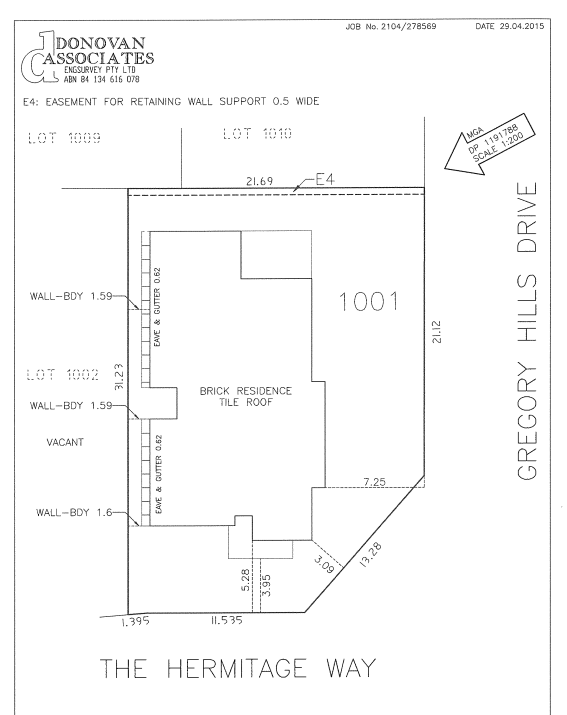 JOB No. 2104/278569
DATE 29.04.2015
DONOVAN
ASSOCIATES
ENGSURVEY PTY LTD
ABN 84 134 616 078
E4: EASEMENT FOR RETAINING WALL SUPPORT 0.5 WIDE
LOT 1009
LOT 1010
MGA
DP 1191788
SCALE 1:200
21.69
E4
GREGORY HILLS DRIVE
WALL-BDY 1.59
EAVE & GUTTER 0.62
1001
21.12
31.23
LOT 1002
BRICK RESIDENCE
TILE ROOF
WALL-BDY 1.59
VACANT
EAVE & GUTTER 0.62
7.25
WALL-BDY 1.6
13.28
3.09
5.28
3.95
1.395
11.535
THE HERMITAGE WAY